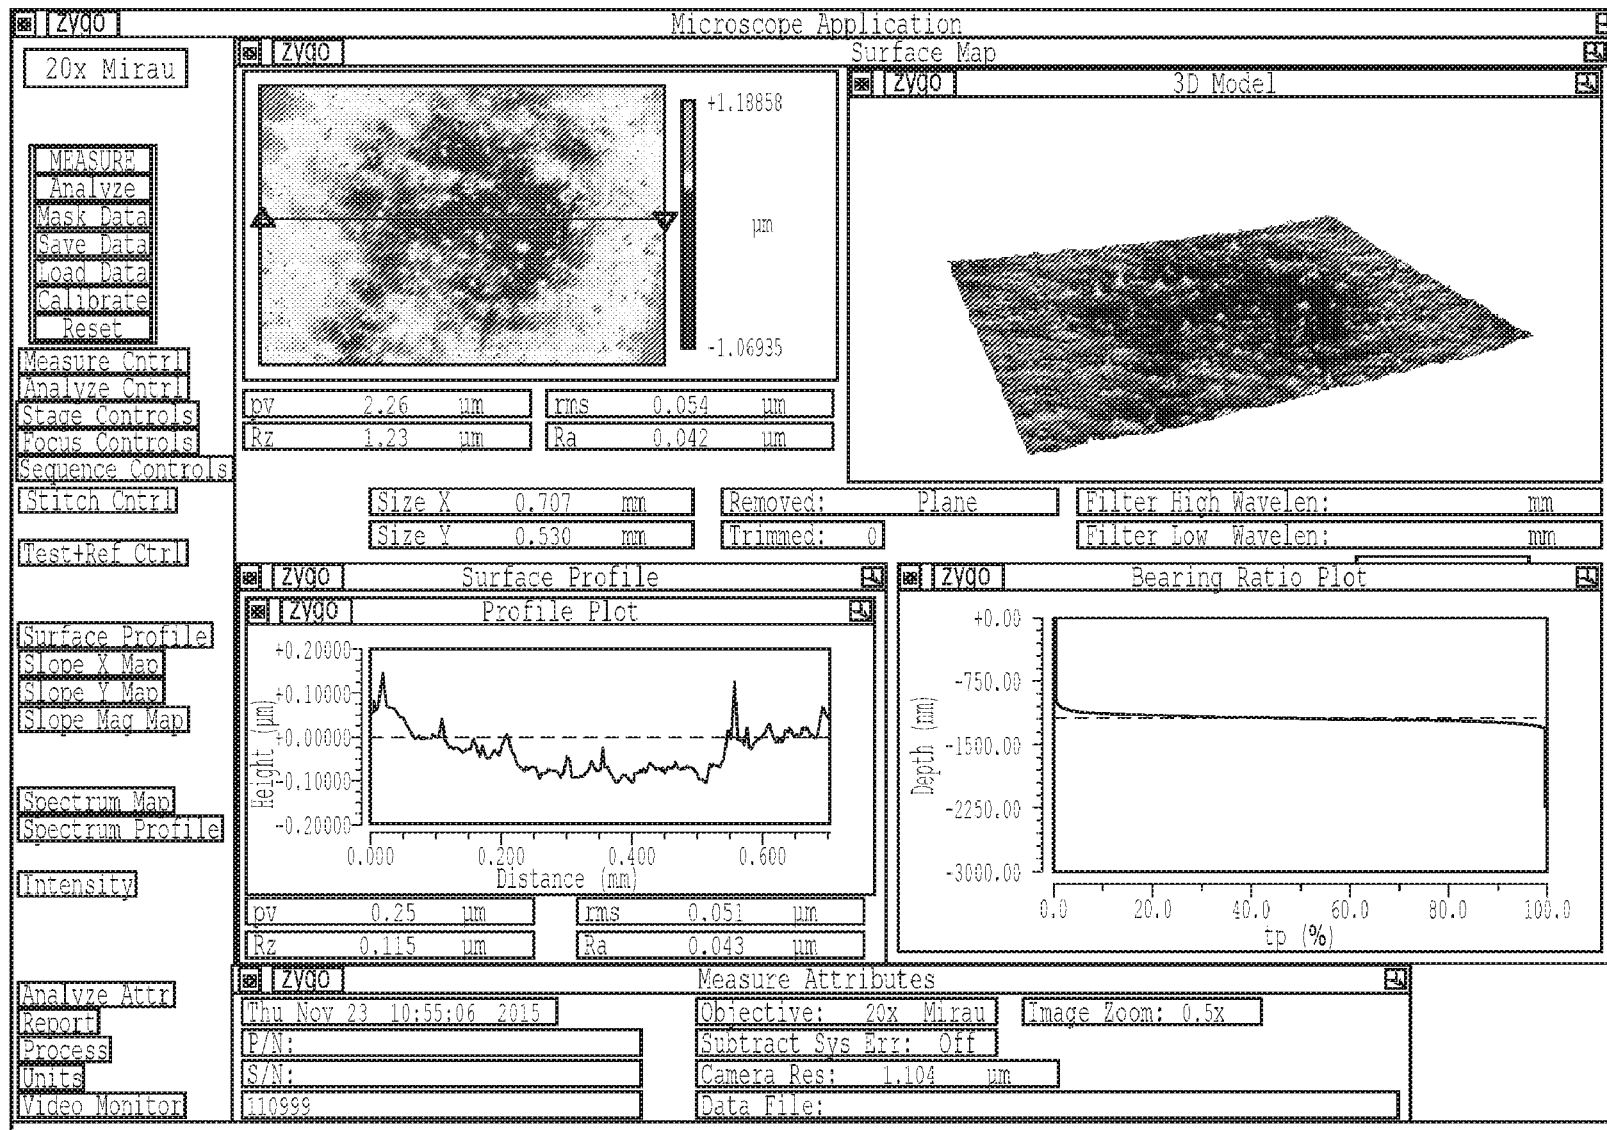 zygo Microscope Application
20x Mirau
MEASURE
Analyze
Mask Data
Save Data
Load Data
Calibrate
Reset
Measure Cntrl
Analyze Cntrl
Stage Controls
Focus Controls
Sequence Controls
Stitch Cntrl
Test+Ref Ctrl
Surface Profile
Slope X Map
Slope Y Map
Slope Mag Map
Spectrum Map
Spectrum Profile
Intensity
Analyze Attr
Report
Process
Units
Video Monitor
zygo Surface Map
+1.18858
µm
-1.06935
zygo 3D Model
pv 2.26 µm rms 0.054 µm
Rz 1.23 µm Ra 0.042 µm
Size X 0.707 mm Removed: Plane Filter High Wavelen: mm
Size Y 0.530 mm Trimmed: 0 Filter Low Wavelen: mm
zygo Surface Profile
zygo Profile Plot
+0.20000
+0.10000
+0.00000
-0.10000
-0.20000
Height (µm)
0.000 0.200 0.400 0.600
Distance (mm)
pv 0.25 µm rms 0.051 µm
Rz 0.115 µm Ra 0.043 µm
zygo Bearing Ratio Plot
+0.00
-750.00
-1500.00
-2250.00
-3000.00
Depth (nm)
0.0 20.0 40.0 60.0 80.0 100.0
tp (%)
zygo Measure Attributes
Thu Nov 23 10:55:06 2015 Objective: 20x Mirau Image Zoom: 0.5x
P/N: Subtract Sys Err: Off
S/N: Camera Res: 1.104 µm
110999 Data File: